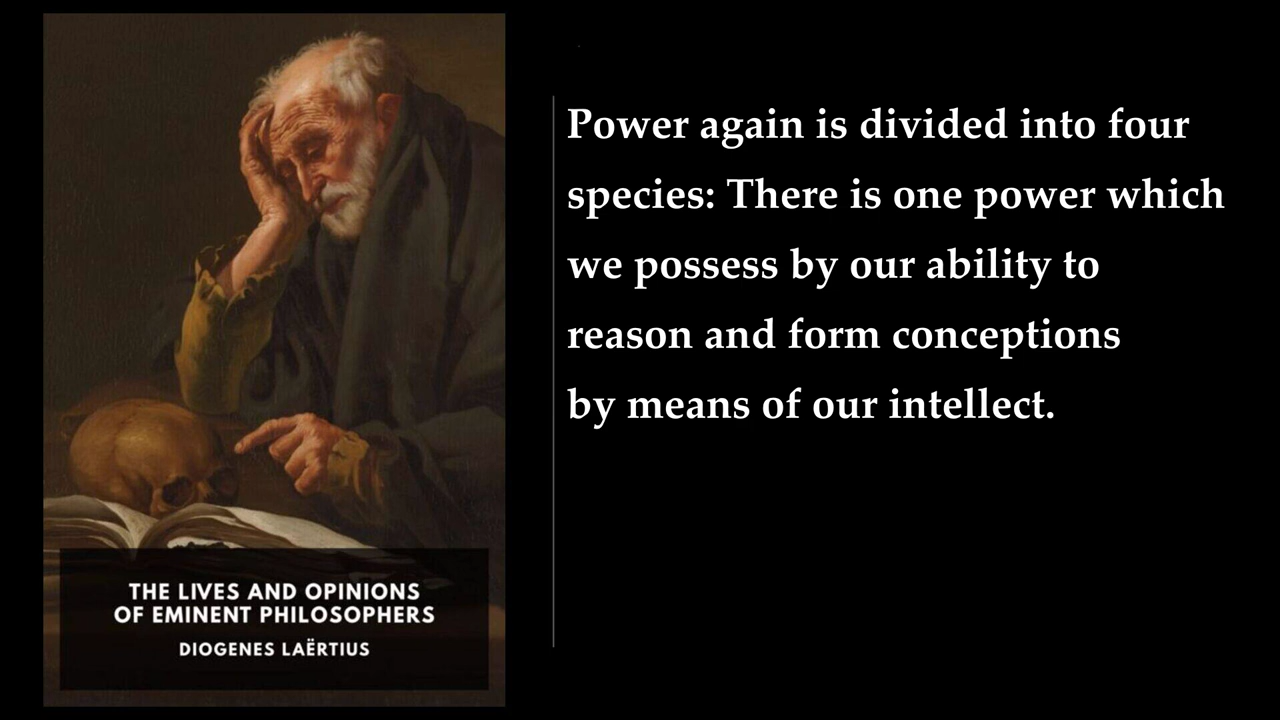 Power again is divided into four
species: There is one power which
we possess by our ability to
reason and form conceptions
by means of our intellect.
THE LIVES AND OPINIONS
OF EMINENT PHILOSOPHERS
DIOGENES LAËRTIUS